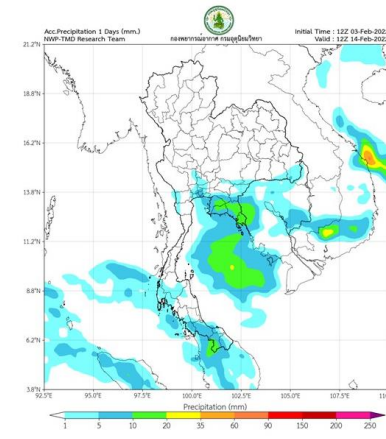 Acc.Precipitation 1 Days (mm.)
NWP-TMD Research Team
กองพยากรณ์อากาศ กรมอุตุนิยมวิทยา
Initial Time : 12Z 03-Feb-202
Valid : 12Z 14-Feb-202
21.2°N
18.8°N
16.2°N
13.8°N
11.2°N
8.8°N
6.2°N
3.8°N
92.5°E 95.0°E 97.5°E 100.0°E 102.5°E 105.0°E 107.5°E 110
Precipitation (mm)
1 5 10 20 35 60 90 150 200 250